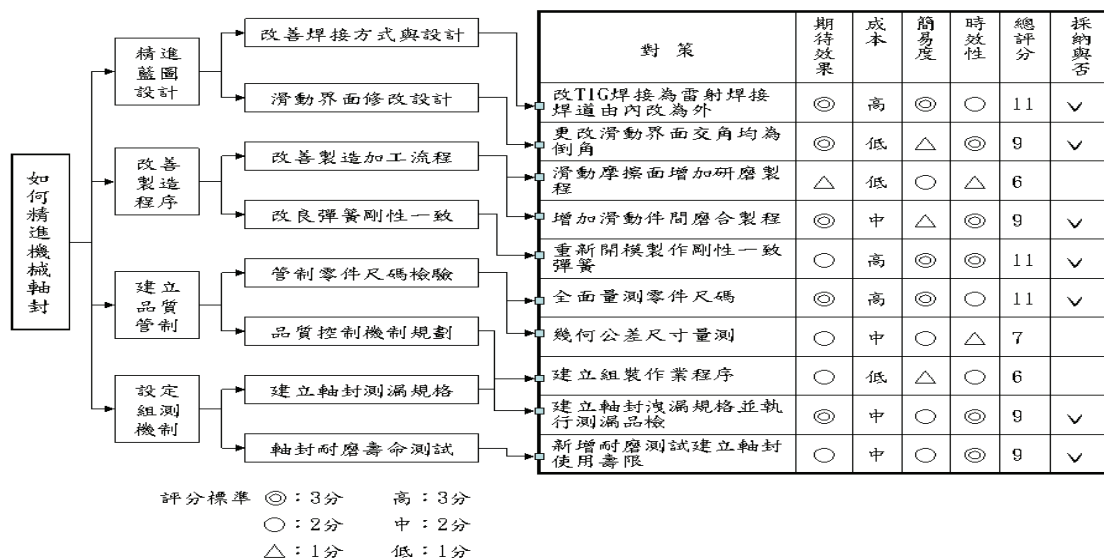 如何精進機械軸封
精進
藍圖
設計
改善
製造
程序
建立
品質
管制
設定
組測
機制
改善焊接方式與設計
滑動界面修改設計
改善製造加工流程
改良彈簧剛性一致
管制零件尺碼檢驗
品質控制機制規劃
建立軸封測漏規格
軸封耐磨壽命測試
對策 期待效果 成本 簡易度 時效性 總評分 採納與否
改TIG焊接為雷射焊接
焊道由內改為外 ◎ 高 ◎ ○ 11 ∨
更改滑動界面交角均為
倒角 ◎ 低 △ ◎ 9 ∨
滑動摩擦面增加研磨製
程 △ 低 ○ △ 6
增加滑動件間磨合製程 ◎ 中 △ ◎ 9 ∨
重新開模製作剛性一致
彈簧 ○ 高 ◎ ◎ 11 ∨
全面量測零件尺碼 ◎ 高 ◎ ○ 11 ∨
幾何公差尺寸量測 ○ 中 ○ △ 7
建立組裝作業程序 ○ 低 △ ○ 6
建立軸封洩漏規格並執
行測漏品檢 ◎ 中 ○ ◎ 9 ∨
新增耐磨測試建立軸封
使用壽限 ○ 中 ○ ◎ 9 ∨
評分標準 ◎：3分 高：3分
○：2分 中：2分
△：1分 低：1分